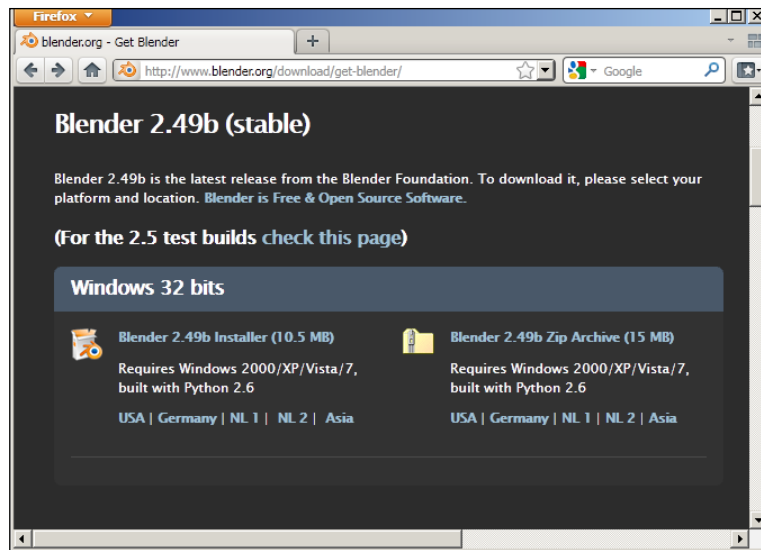 Firefox
blender.org - Get Blender
http://www.blender.org/download/get-blender/
Google
Blender 2.49b (stable)
Blender 2.49b is the latest release from the Blender Foundation. To download it, please select your
platform and location. Blender is Free & Open Source Software.
(For the 2.5 test builds check this page)
Windows 32 bits
Blender 2.49b Installer (10.5 MB)
Requires Windows 2000/XP/Vista/7,
built with Python 2.6
USA | Germany | NL 1 | NL 2 | Asia
Blender 2.49b Zip Archive (15 MB)
Requires Windows 2000/XP/Vista/7,
built with Python 2.6
USA | Germany | NL 1 | NL 2 | Asia